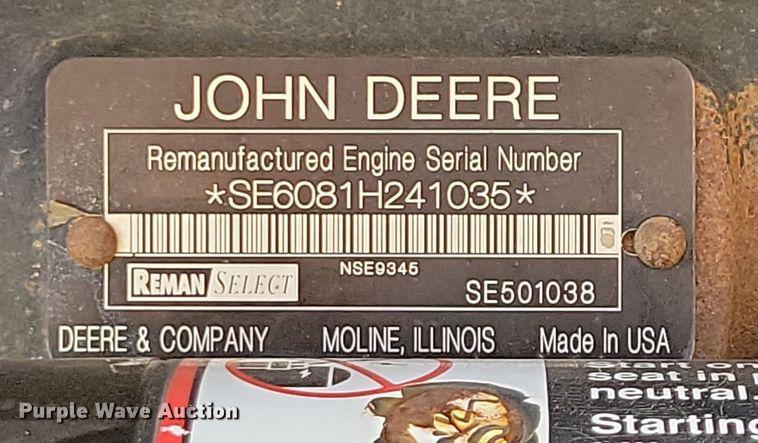 JOHN DEERE
Remanufactured Engine Serial Number
*SE6081H241035*
NSE9345
REMAN SELECT
SE501038
DEERE & COMPANY MOLINE, ILLINOIS Made In USA
seat in
neutral.
Starting
Purple Wave Auction